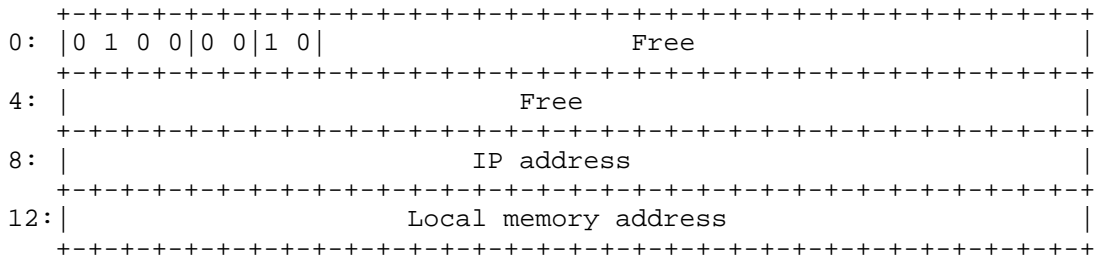 +-+-+-+-+-+-+-+-+-+-+-+-+-+-+-+-+-+-+-+-+-+-+-+-+-+-+-+-+-+-+-+-+
0: |0 1 0 0|0 0|1 0|                   Free                        |
   +-+-+-+-+-+-+-+-+-+-+-+-+-+-+-+-+-+-+-+-+-+-+-+-+-+-+-+-+-+-+-+-+
4: |                            Free                               |
   +-+-+-+-+-+-+-+-+-+-+-+-+-+-+-+-+-+-+-+-+-+-+-+-+-+-+-+-+-+-+-+-+
8: |                         IP address                            |
   +-+-+-+-+-+-+-+-+-+-+-+-+-+-+-+-+-+-+-+-+-+-+-+-+-+-+-+-+-+-+-+-+
12:|                     Local memory address                      |
   +-+-+-+-+-+-+-+-+-+-+-+-+-+-+-+-+-+-+-+-+-+-+-+-+-+-+-+-+-+-+-+-+